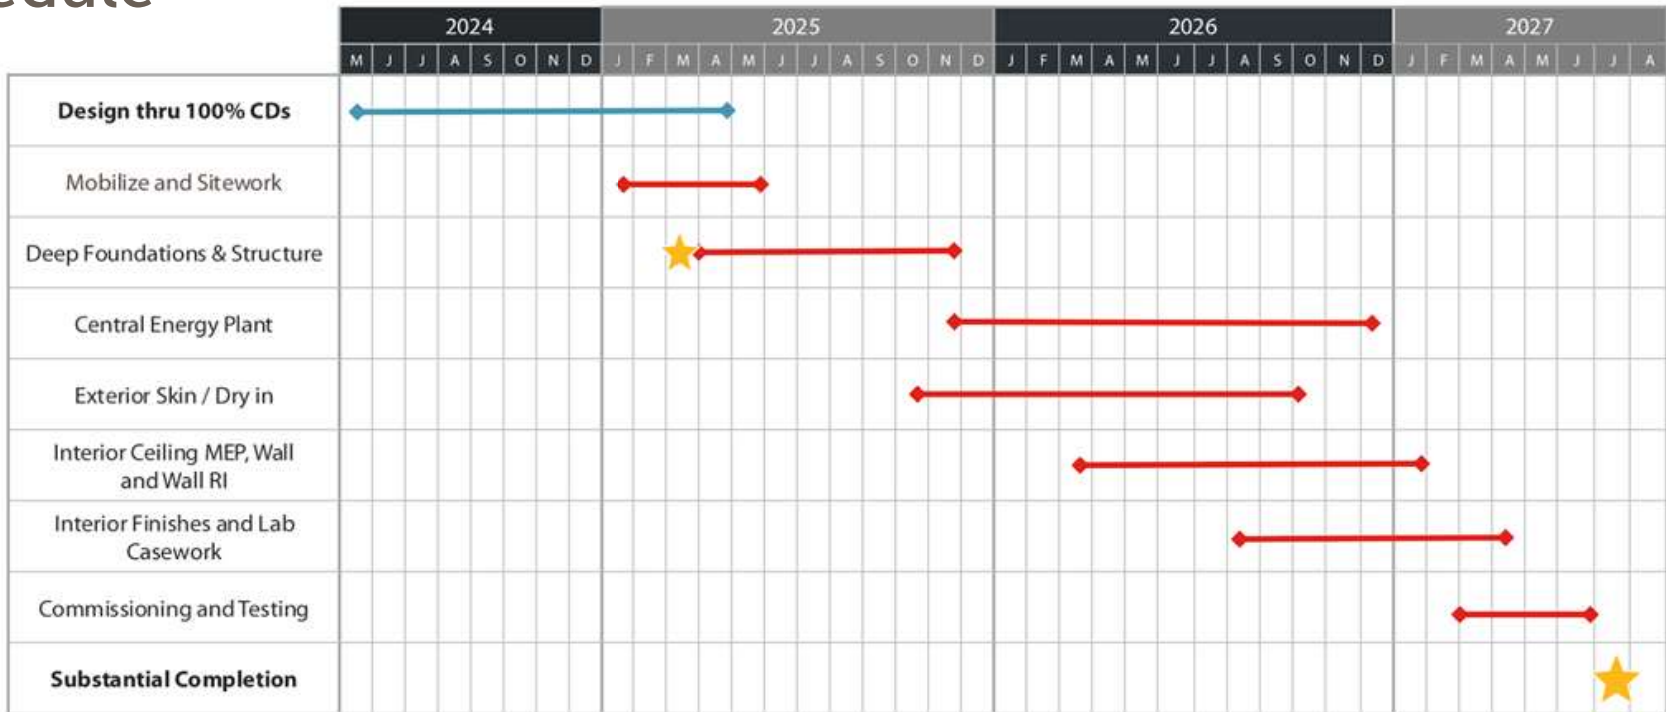 2024 2025 2026 2027
M J J A S O N D J F M A M J J A S O N D J F M A M J J A S O N D J F M A M J J A
Design thru 100% CDs
Mobilize and Sitework
Deep Foundations & Structure
Central Energy Plant
Exterior Skin / Dry in
Interior Ceiling MEP, Wall
and Wall RI
Interior Finishes and Lab
Casework
Commissioning and Testing
Substantial Completion